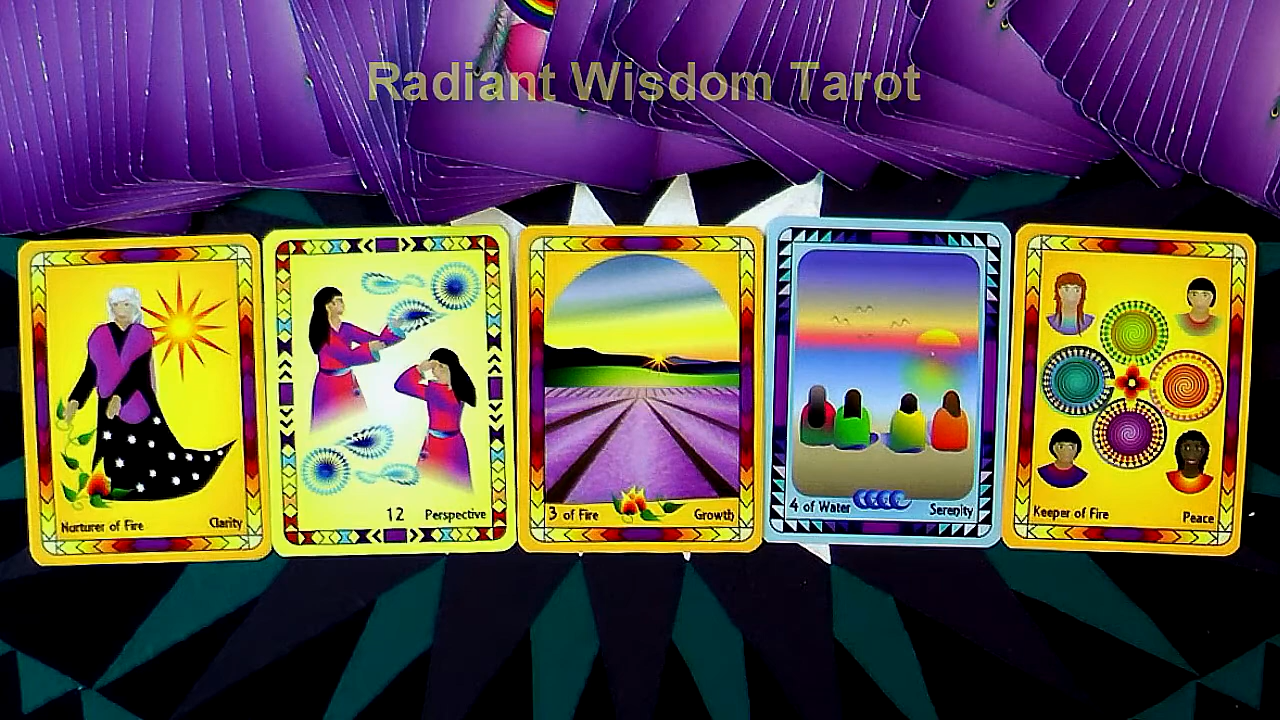 Radiant Wisdom Tarot
Nurturer of Fire Clarity
12 Perspective
3 of Fire Growth
4 of Water Serenity
Keeper of Fire Peace